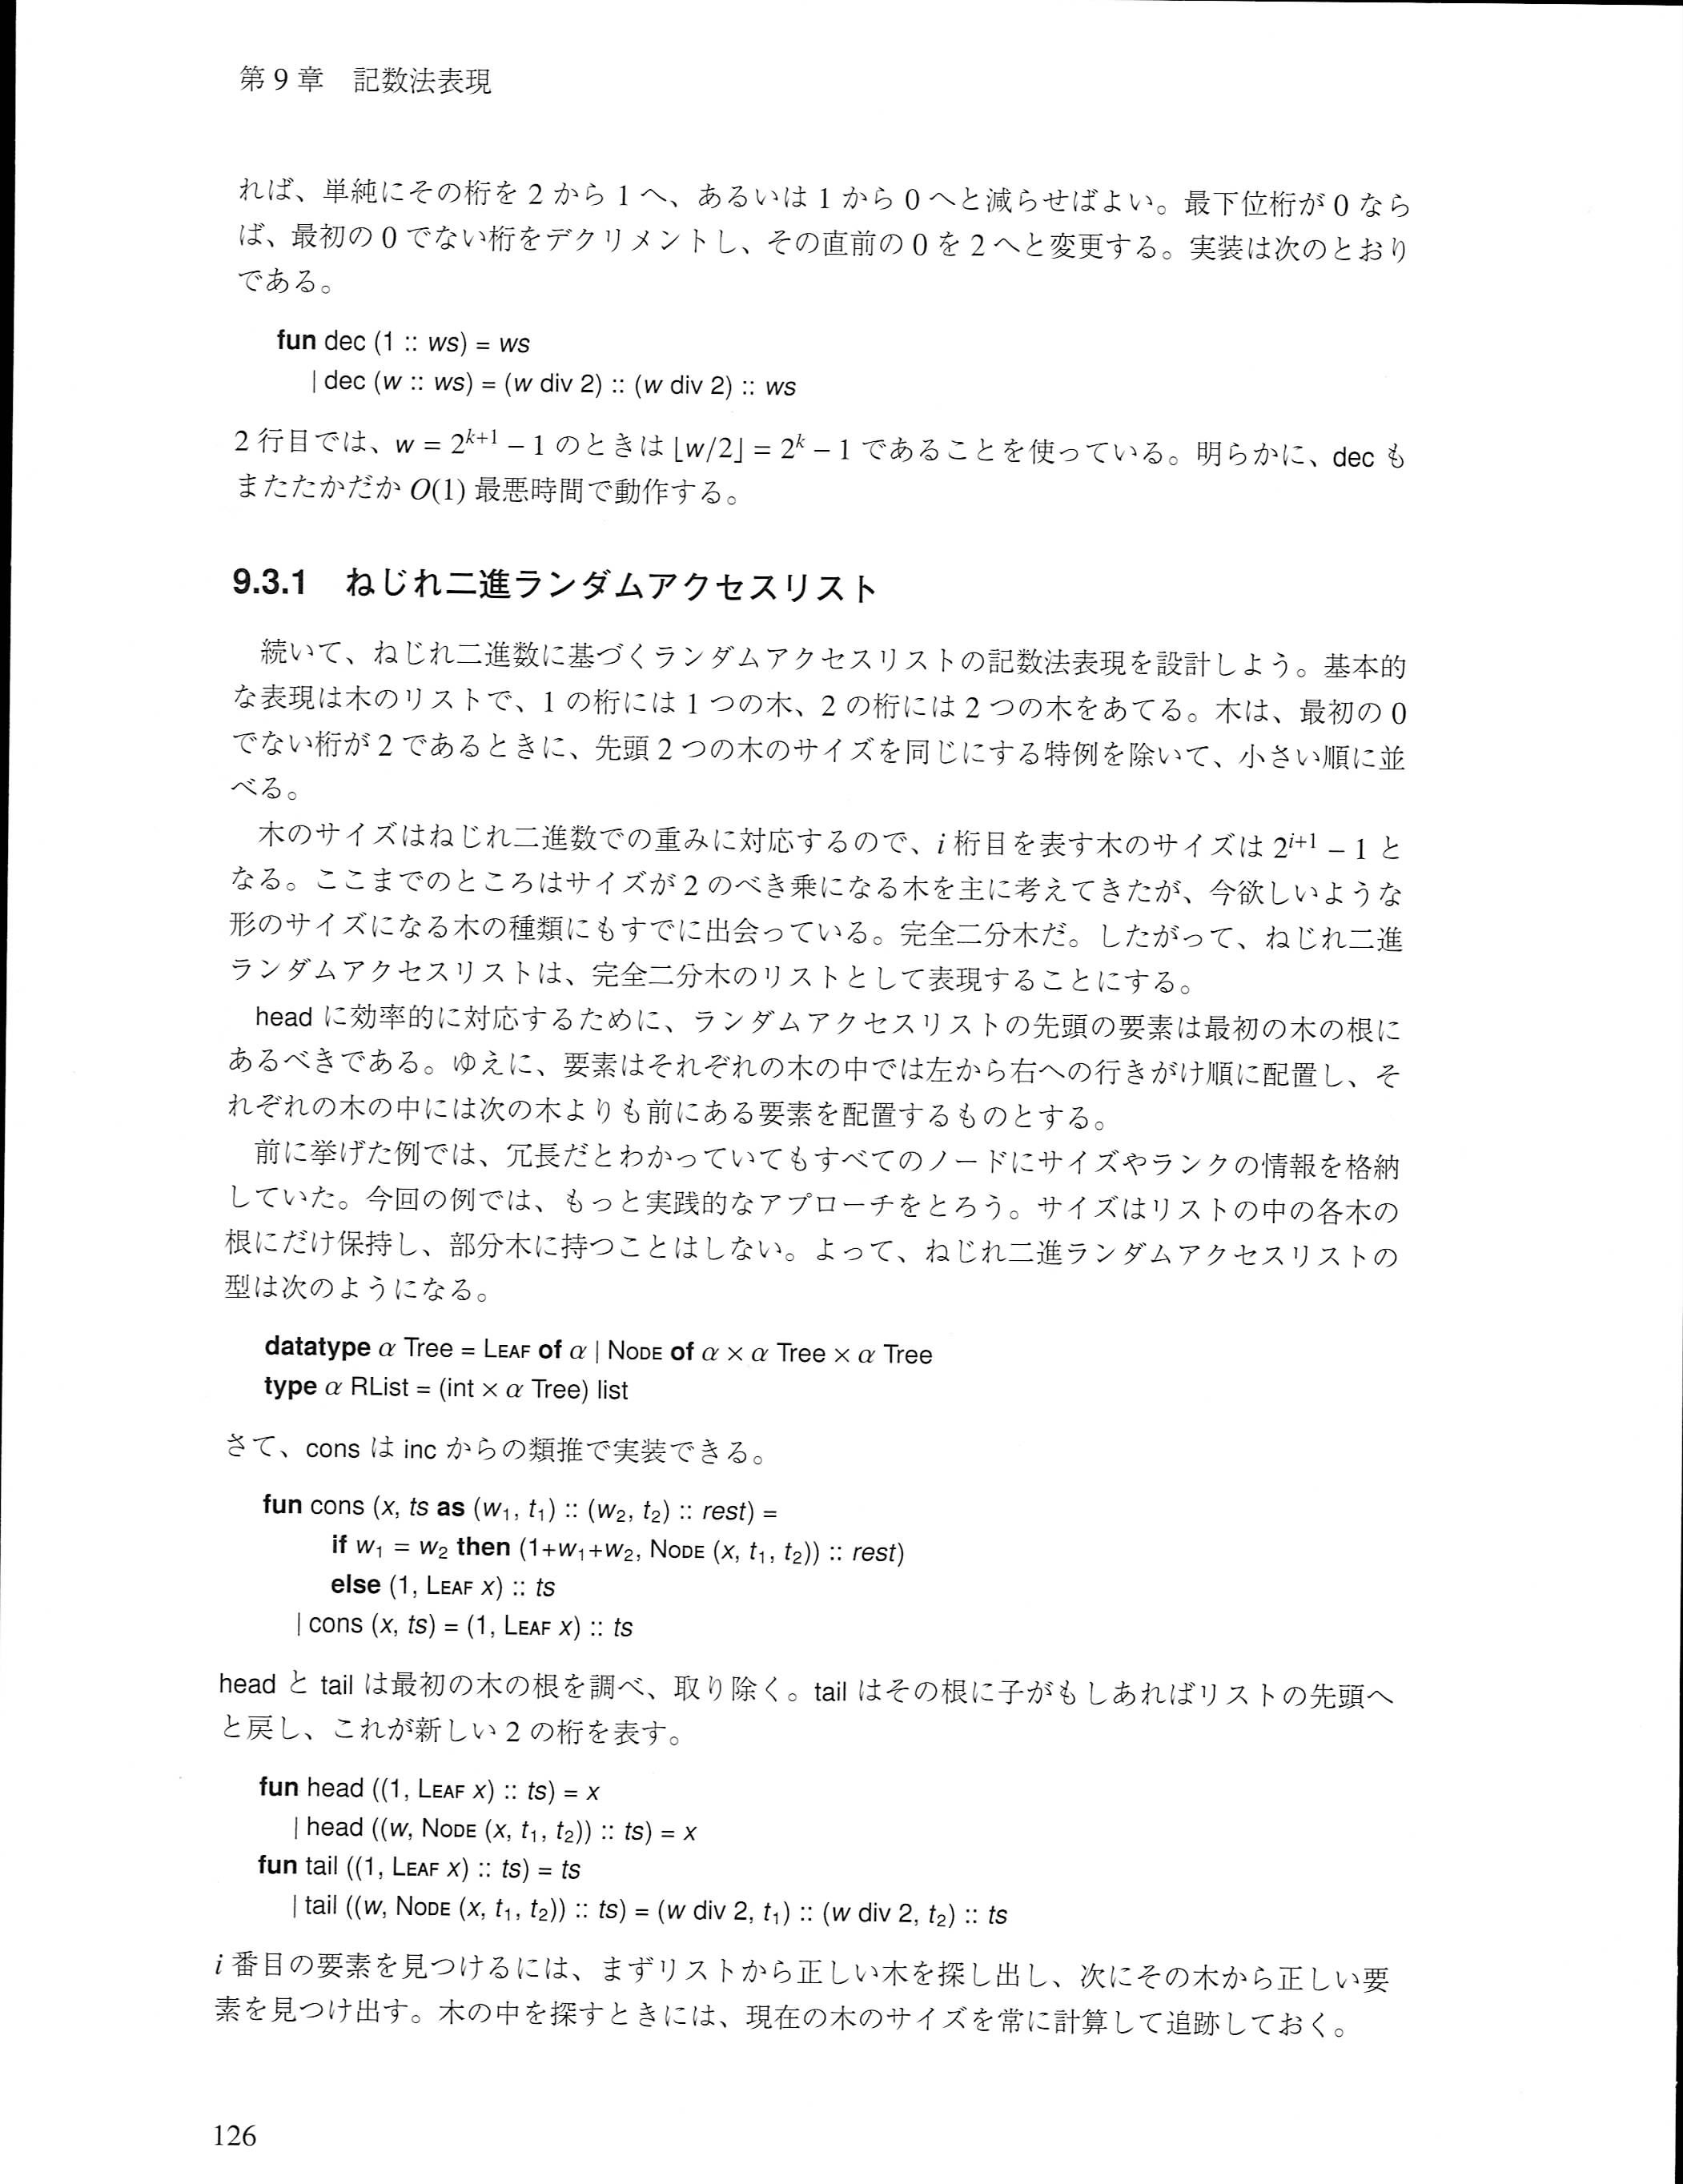 第 9 章　記数法表現
れば、単純にその桁を 2 から 1 へ、あるいは 1 から 0 へと減らせばよい。最下位桁が 0 なら
ば、最初の 0 でない桁をデクリメントし、その直前の 0 を 2 へと変更する。実装は次のとおり
である。
fun dec (1 :: ws) = ws
| dec (w :: ws) = (w div 2) :: (w div 2) :: ws
2 行目では、w = 2^{k+1} − 1 のときは ⌊w/2⌋ = 2^k − 1 であることを使っている。明らかに、dec も
またたかだか O(1) 最悪時間で動作する。
9.3.1　ねじれ二進ランダムアクセスリスト
続いて、ねじれ二進数に基づくランダムアクセスリストの記数法表現を設計しよう。基本的
な表現は木のリストで、1 の桁には 1 つの木、2 の桁には 2 つの木をあてる。木は、最初の 0
でない桁が 2 であるときに、先頭 2 つの木のサイズを同じにする特例を除いて、小さい順に並
べる。
木のサイズはねじれ二進数での重みに対応するので、i 桁目を表す木のサイズは 2^{i+1} − 1 と
なる。ここまでのところはサイズが 2 のべき乗になる木を主に考えてきたが、今欲しいような
形のサイズになる木の種類にもすでに出会っている。完全二分木だ。したがって、ねじれ二進
ランダムアクセスリストは、完全二分木のリストとして表現することにする。
head に効率的に対応するために、ランダムアクセスリストの先頭の要素は最初の木の根に
あるべきである。ゆえに、要素はそれぞれの木の中では左から右への行きがけ順に配置し、そ
れぞれの木の中には次の木よりも前にある要素を配置するものとする。
前に挙げた例では、冗長だとわかっていてもすべてのノードにサイズやランクの情報を格納
していた。今回の例では、もっと実践的なアプローチをとろう。サイズはリストの中の各木の
根にだけ保持し、部分木に持つことはしない。よって、ねじれ二進ランダムアクセスリストの
型は次のようになる。
datatype α Tree = LEAF of α | NODE of α × α Tree × α Tree
type α RList = (int × α Tree) list
さて、cons は inc からの類推で実装できる。
fun cons (x, ts as (w₁, t₁) :: (w₂, t₂) :: rest) =
if w₁ = w₂ then (1+w₁+w₂, NODE (x, t₁, t₂)) :: rest)
else (1, LEAF x) :: ts
| cons (x, ts) = (1, LEAF x) :: ts
head と tail は最初の木の根を調べ、取り除く。tail はその根に子がもしあればリストの先頭へ
と戻し、これが新しい 2 の桁を表す。
fun head ((1, LEAF x) :: ts) = x
| head ((w, NODE (x, t₁, t₂)) :: ts) = x
fun tail ((1, LEAF x) :: ts) = ts
| tail ((w, NODE (x, t₁, t₂)) :: ts) = (w div 2, t₁) :: (w div 2, t₂) :: ts
i 番目の要素を見つけるには、まずリストから正しい木を探し出し、次にその木から正しい要
素を見つけ出す。木の中を探すときには、現在の木のサイズを常に計算して追跡しておく。
126